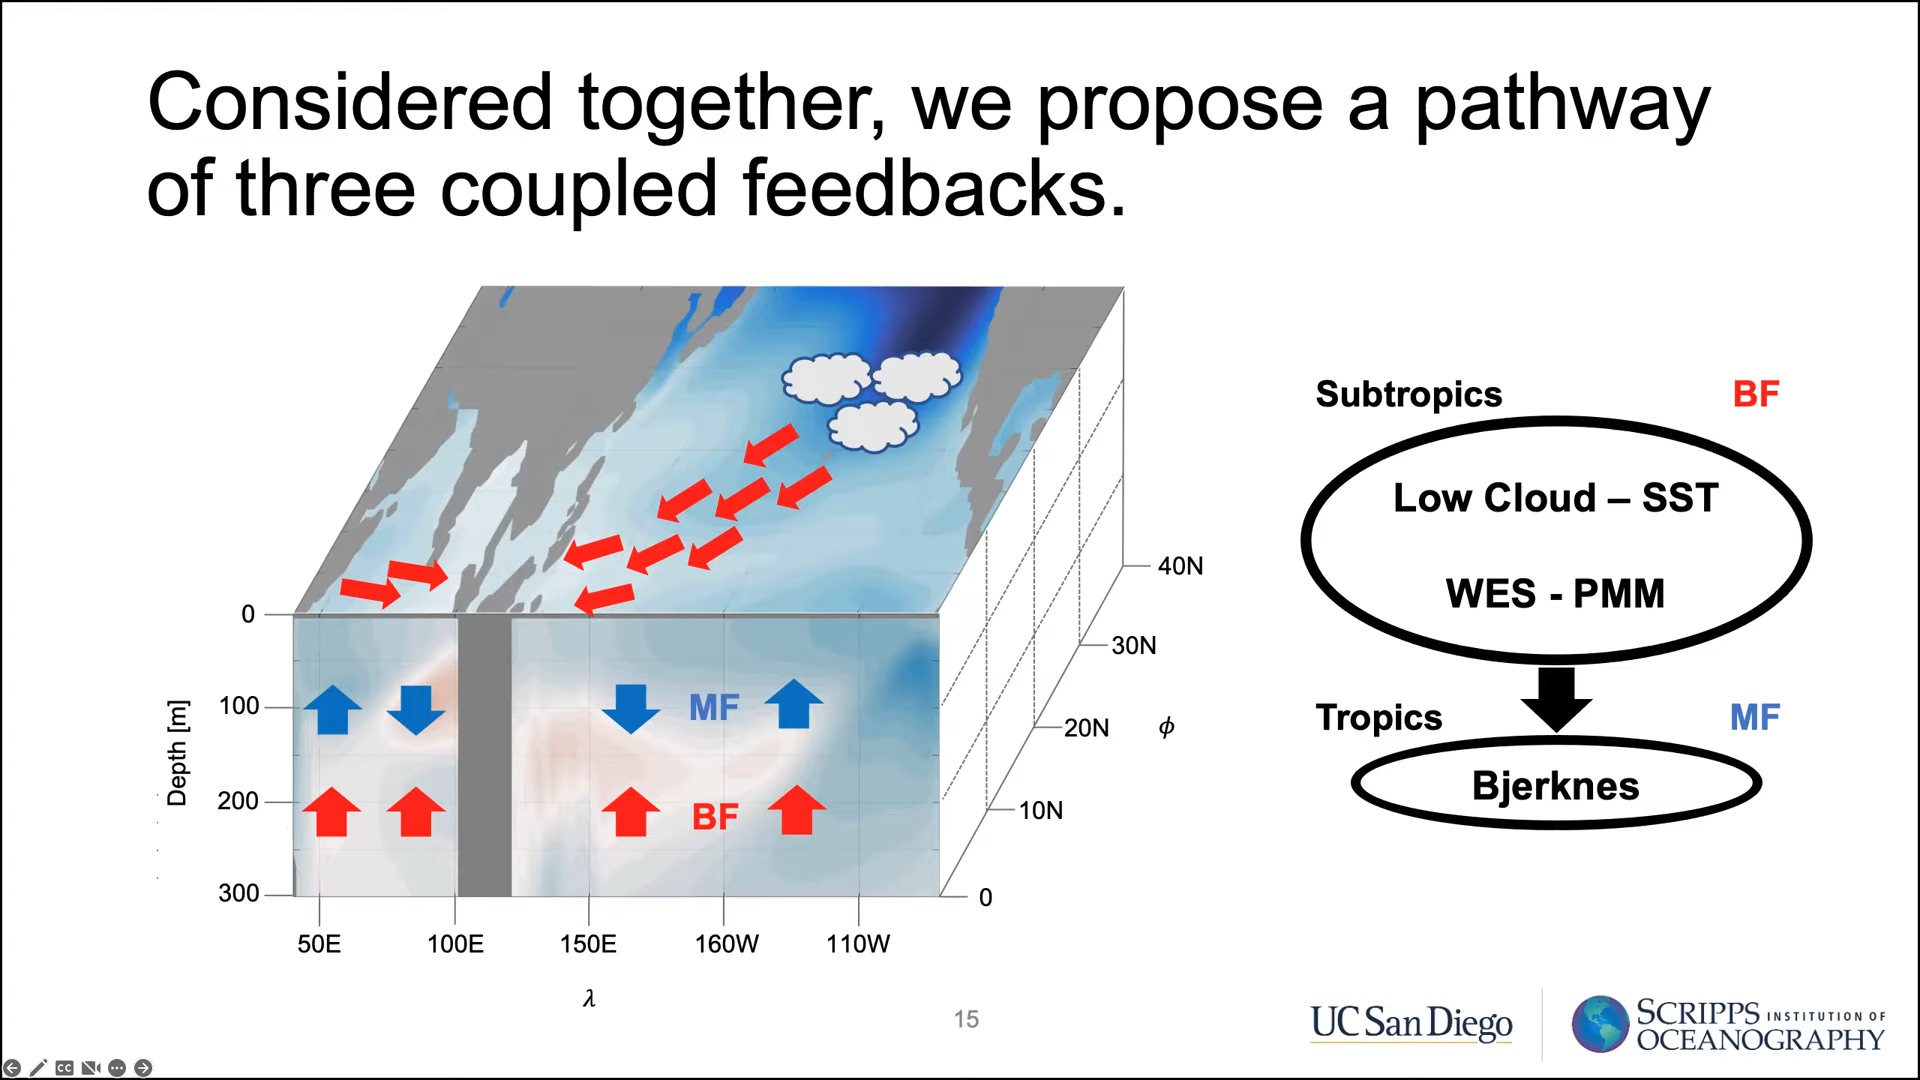 Considered together, we propose a pathway
of three coupled feedbacks.
Subtropics
BF
Low Cloud – SST
WES - PMM
Tropics
MF
Bjerknes
0
100
200
300
Depth [m]
MF
BF
50E
100E
150E
160W
110W
λ
40N
30N
20N
10N
0
ϕ
15
UC San Diego
SCRIPPS INSTITUTION OF
OCEANOGRAPHY
CC